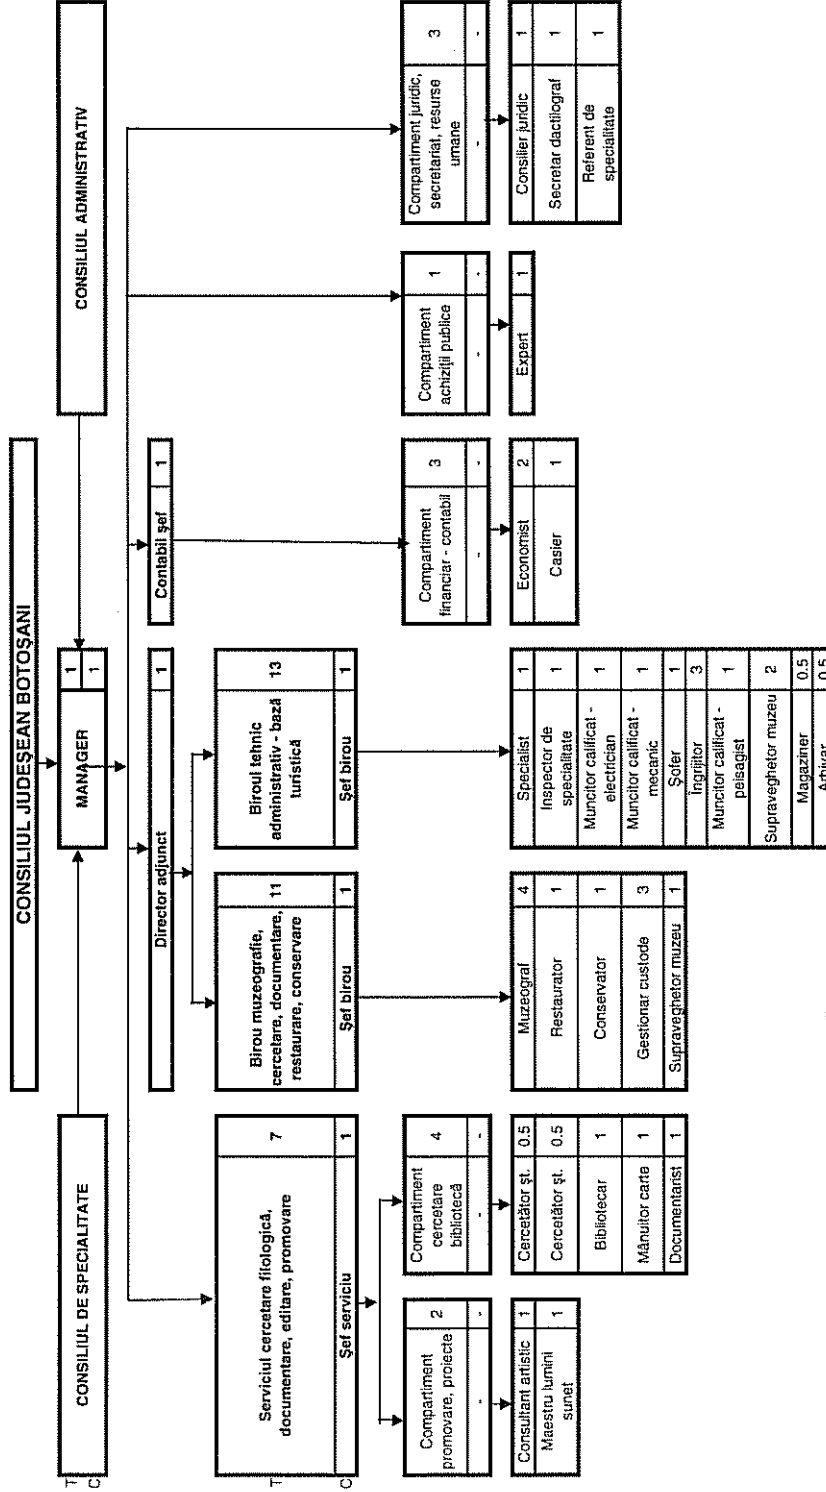 CONSILIUL JUDEȘEAN BOTOȘANI
T
C
CONSILIUL DE SPECIALITATE
MANAGER
1
1
CONSILIUL ADMINISTRATIV
Director adjunct
1
Contabil șef
1
T
C
Serviciul cercetare filologică,
documentare, editare, promovare
7
Șef serviciu
1
Birou muzeografie,
cercetare, documentare,
restaurare, conservare
11
Șef birou
1
Biroul tehnic
administrativ - bază
turistică
13
Șef birou
1
Compartiment
promovare, proiecte
2
-
-
Compartiment
cercetare
bibliotecă
4
-
-
Compartiment
financiar - contabil
3
-
-
Compartiment
achiziții publice
1
-
-
Compartiment juridic,
secretariat, resurse
umane
3
-
-
Consultant artistic 1
Maestru lumini
sunet
1
Cercetător șt. 0.5
Cercetător șt. 0.5
Bibliotecar 1
Mânuitor carte 1
Documentarist 1
Muzeograf 4
Restaurator 1
Conservator 1
Gestionar custode 3
Supraveghetor muzeu 1
Specialist 1
Inspector de
specialitate
1
Muncitor calificat -
electrician
1
Muncitor calificat -
mecanic
1
Șofer 1
Îngrijitor 3
Muncitor calificat -
peisagist
1
Supraveghetor muzeu 2
Magaziner 0.5
Arhivar 0.5
Economist 2
Casier 1
Expert 1
Consilier juridic 1
Secretar dactilograf 1
Referent de
specialitate
1